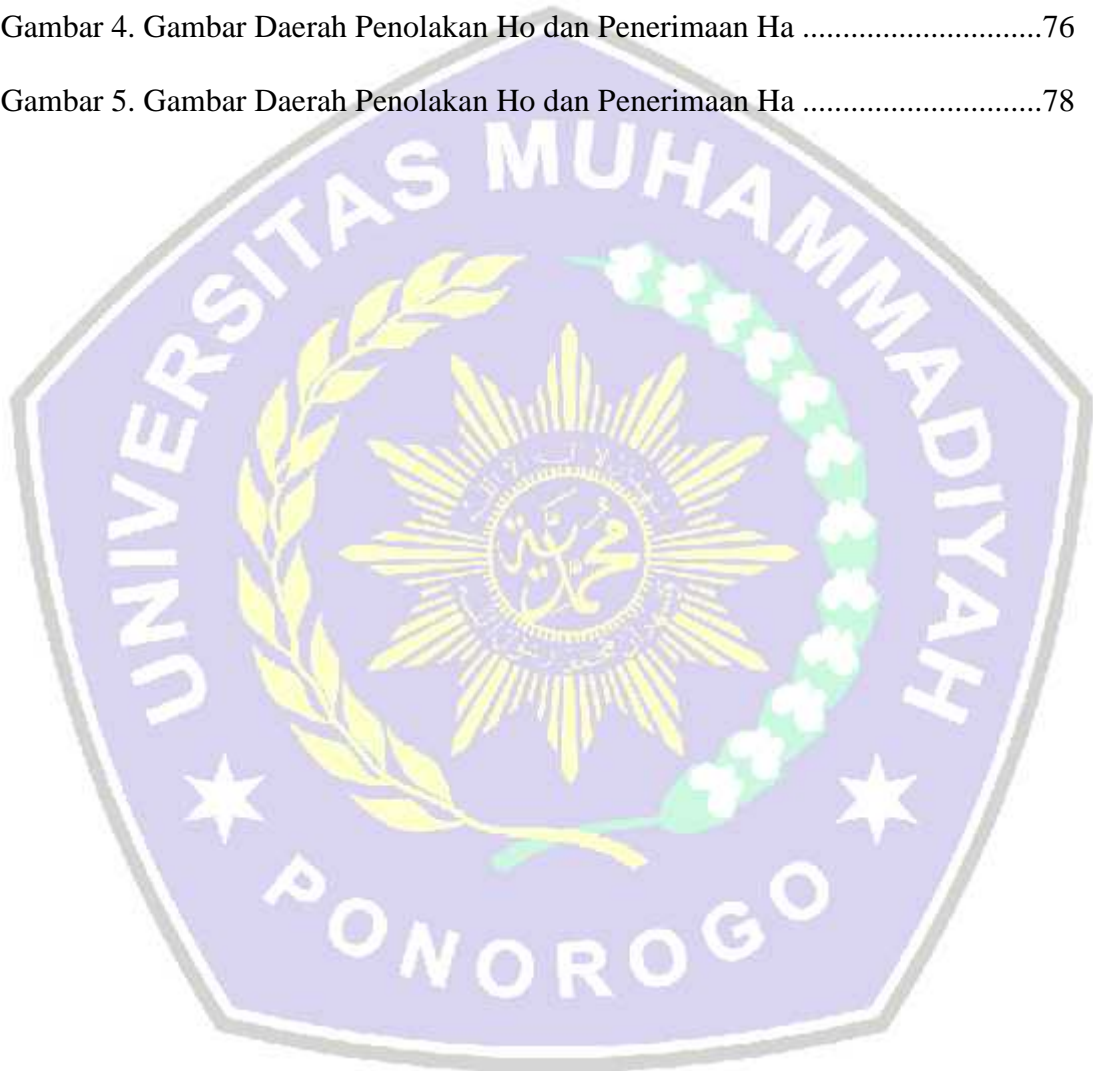 Gambar 4. Gambar Daerah Penolakan Ho dan Penerimaan Ha ..............................76
Gambar 5. Gambar Daerah Penolakan Ho dan Penerimaan Ha ..............................78
UNIVERSITAS MUHAMMADIYAH
PONOROGO
محمدية